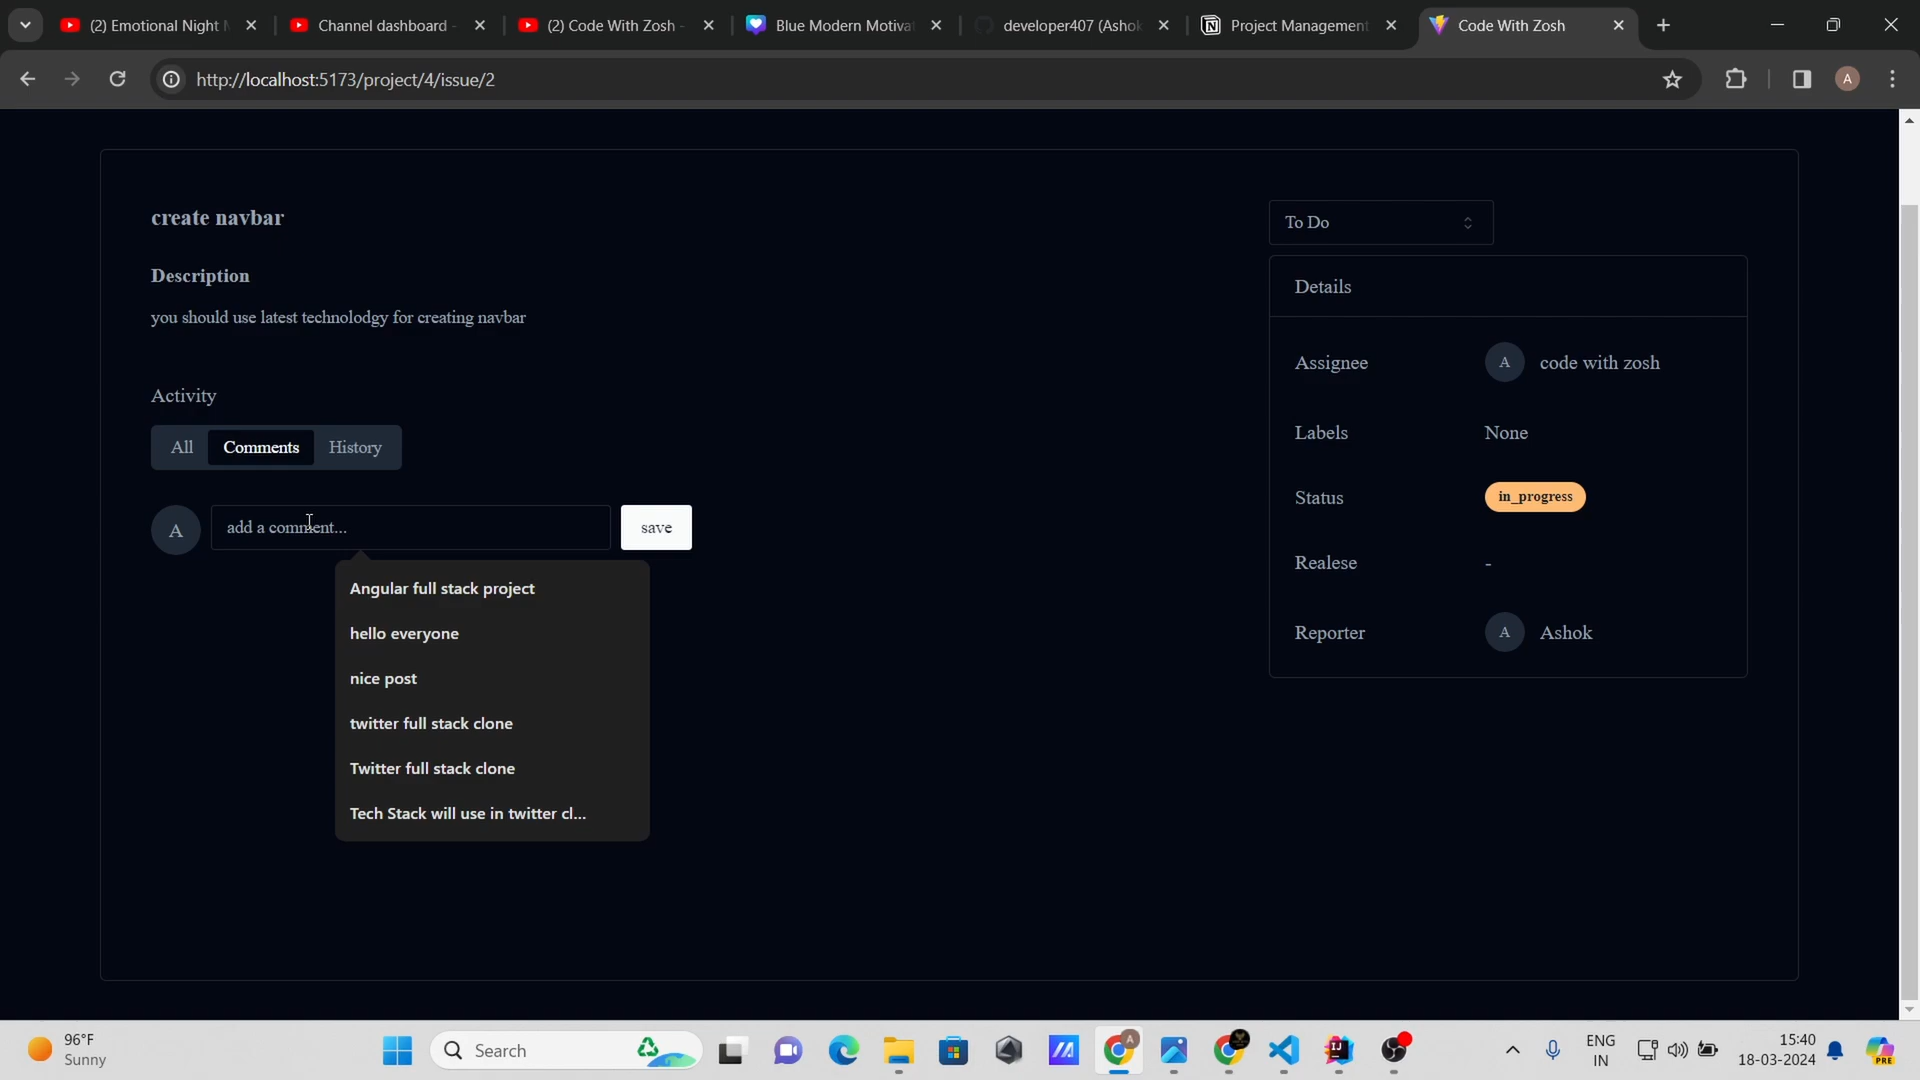 (2) Emotional Night
Channel dashboard -
(2) Code With Zosh -
Blue Modern Motiva
developer407 (Ashok
Project Management
Code With Zosh
http://localhost:5173/project/4/issue/2
A
create navbar
Description
you should use latest technolodgy for creating navbar
Activity
All
Comments
History
A
add a comment...
save
Angular full stack project
hello everyone
nice post
twitter full stack clone
Twitter full stack clone
Tech Stack will use in twitter cl...
To Do
Details
Assignee
A
code with zosh
Labels
None
Status
in_progress
Realese
-
Reporter
A
Ashok
96°F
Sunny
Search
ENG
IN
15:40
18-03-2024
PRE